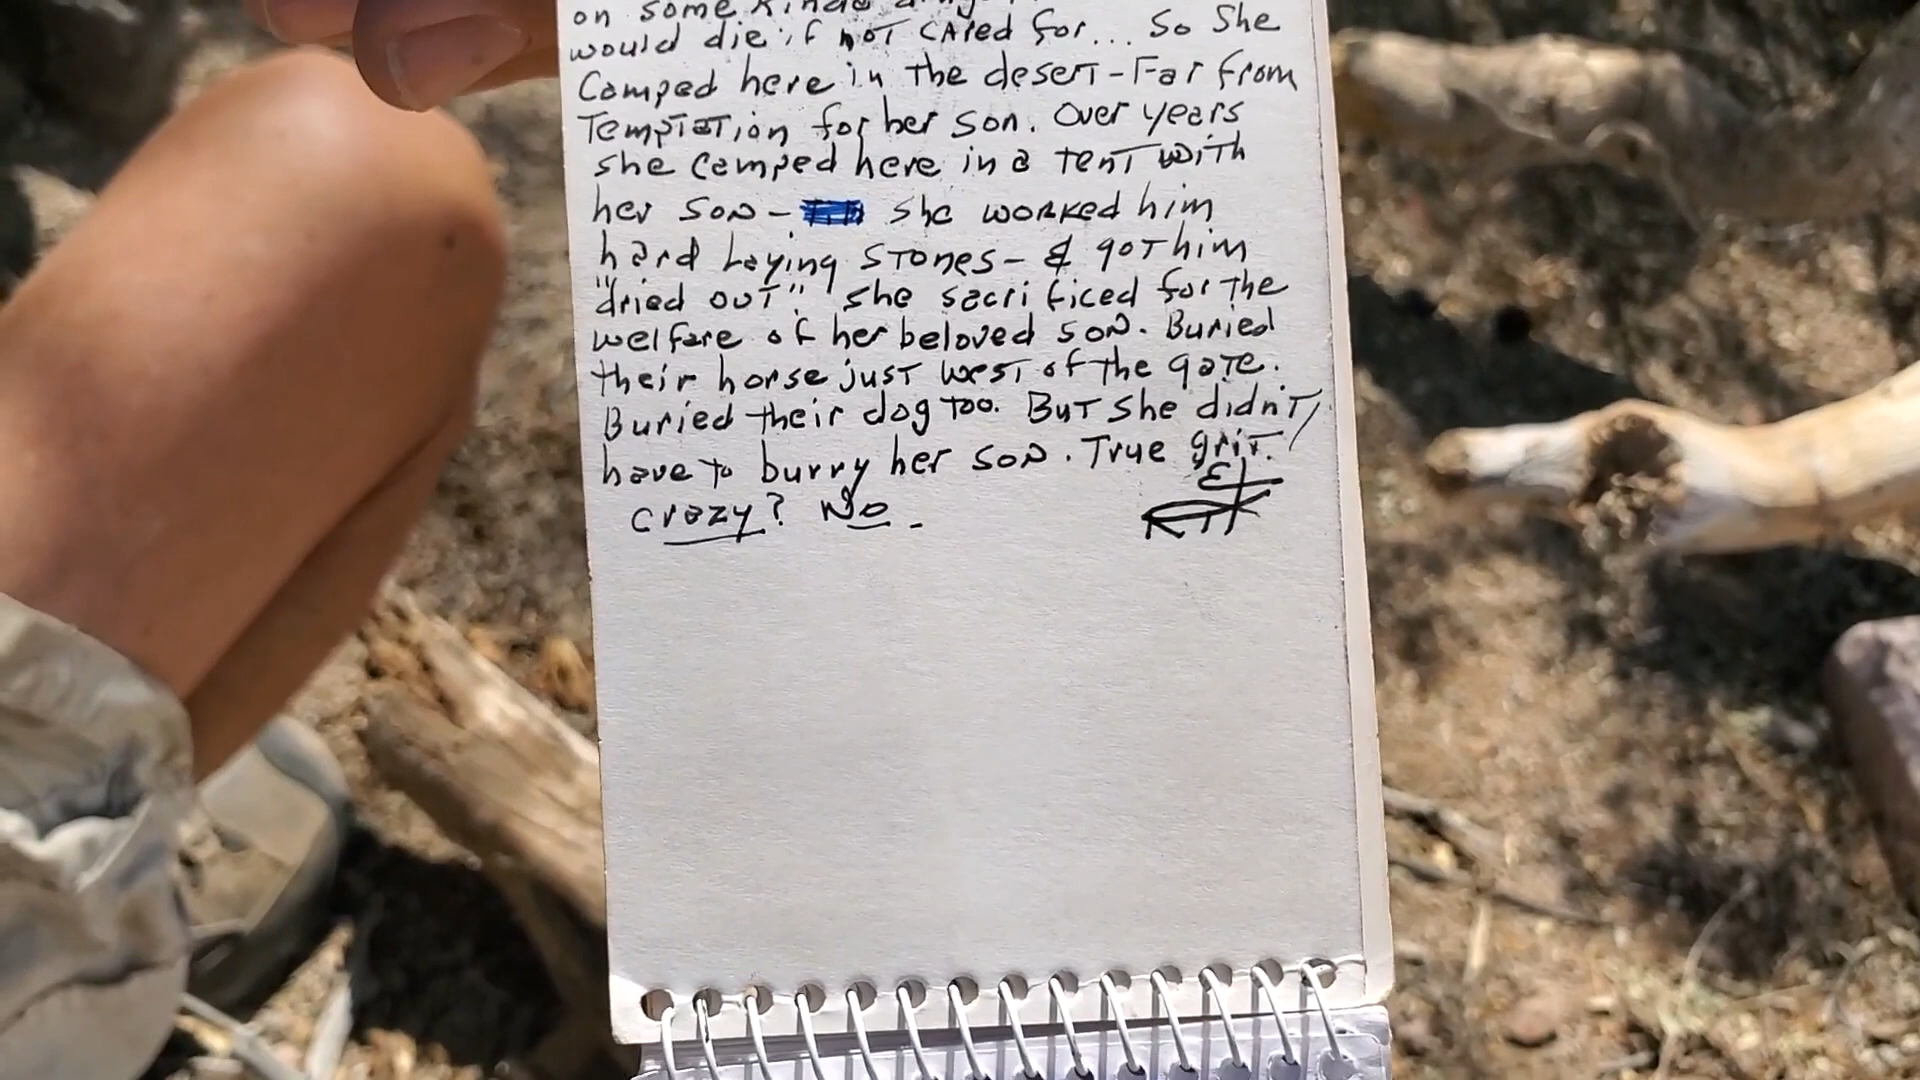 on some kinda
would die if not cared for... So She
Camped here in the desert - Far from
Temptation for her son. Over years
she camped here in a tent with
her son - she worked him
hard Laying stones - & got him
"dried out". She sacrificed for the
welfare of her beloved son. Buried
their horse just west of the gate.
Buried their dog too. But she didn't
have to burry her son. True grit.
crazy? No.